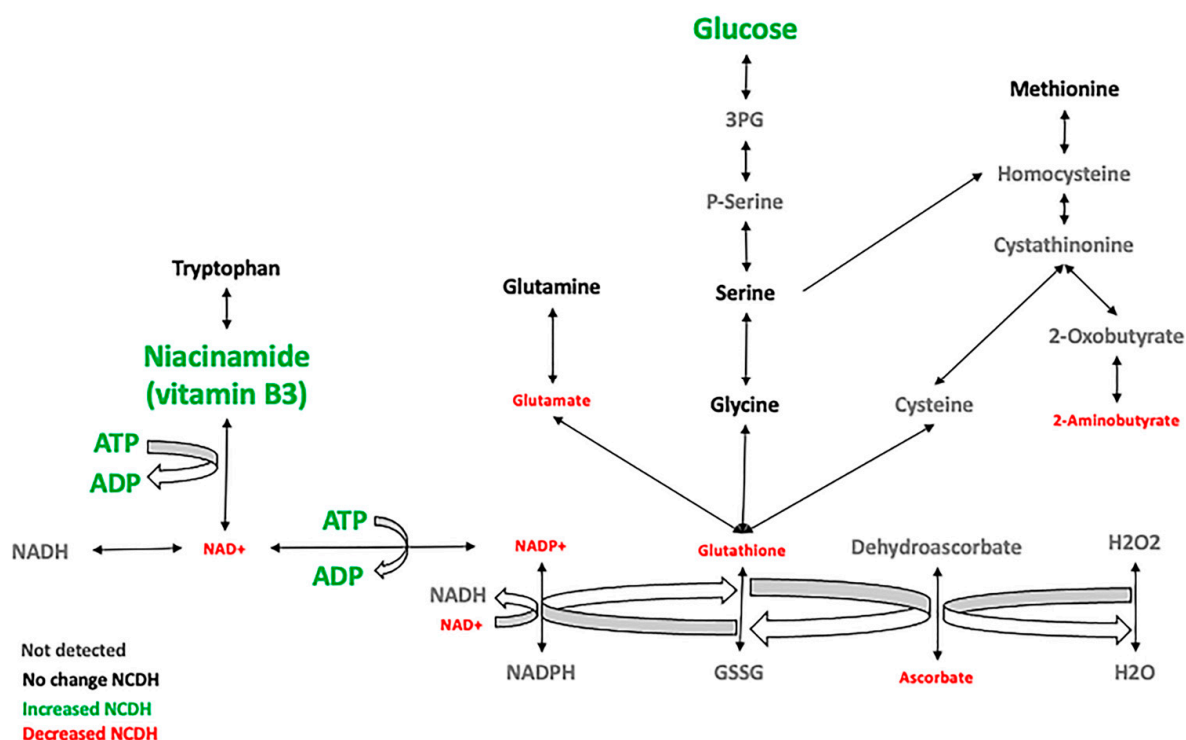 Glucose
Methionine
3PG
Homocysteine
P-Serine
Cystathinonine
Tryptophan
Glutamine
Serine
2-Oxobutyrate
Niacinamide
(vitamin B3)
Glutamate
Glycine
Cysteine
2-Aminobutyrate
ATP
ADP
ATP
NADH
NAD+
NADP+
Glutathione
Dehydroascorbate
H2O2
ADP
NADH
NAD+
Not detected
NADPH
GSSG
Ascorbate
H2O
No change NCDH
Increased NCDH
Decreased NCDH